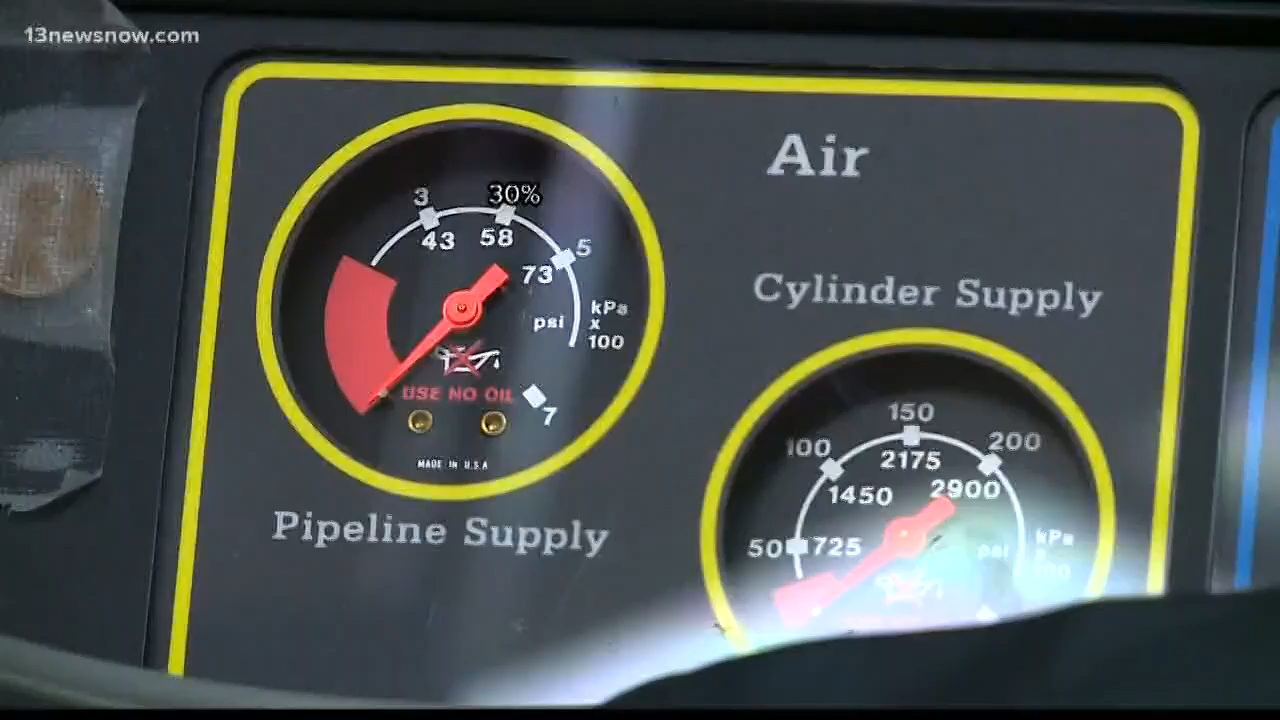 13newsnow.com
Air
3
30%
43
58
5
73
kPa
psi
x
100
USE NO OIL
7
MADE IN U.S.A
Pipeline Supply
Cylinder Supply
150
100
200
2175
1450
2900
50
725
psi
kPa